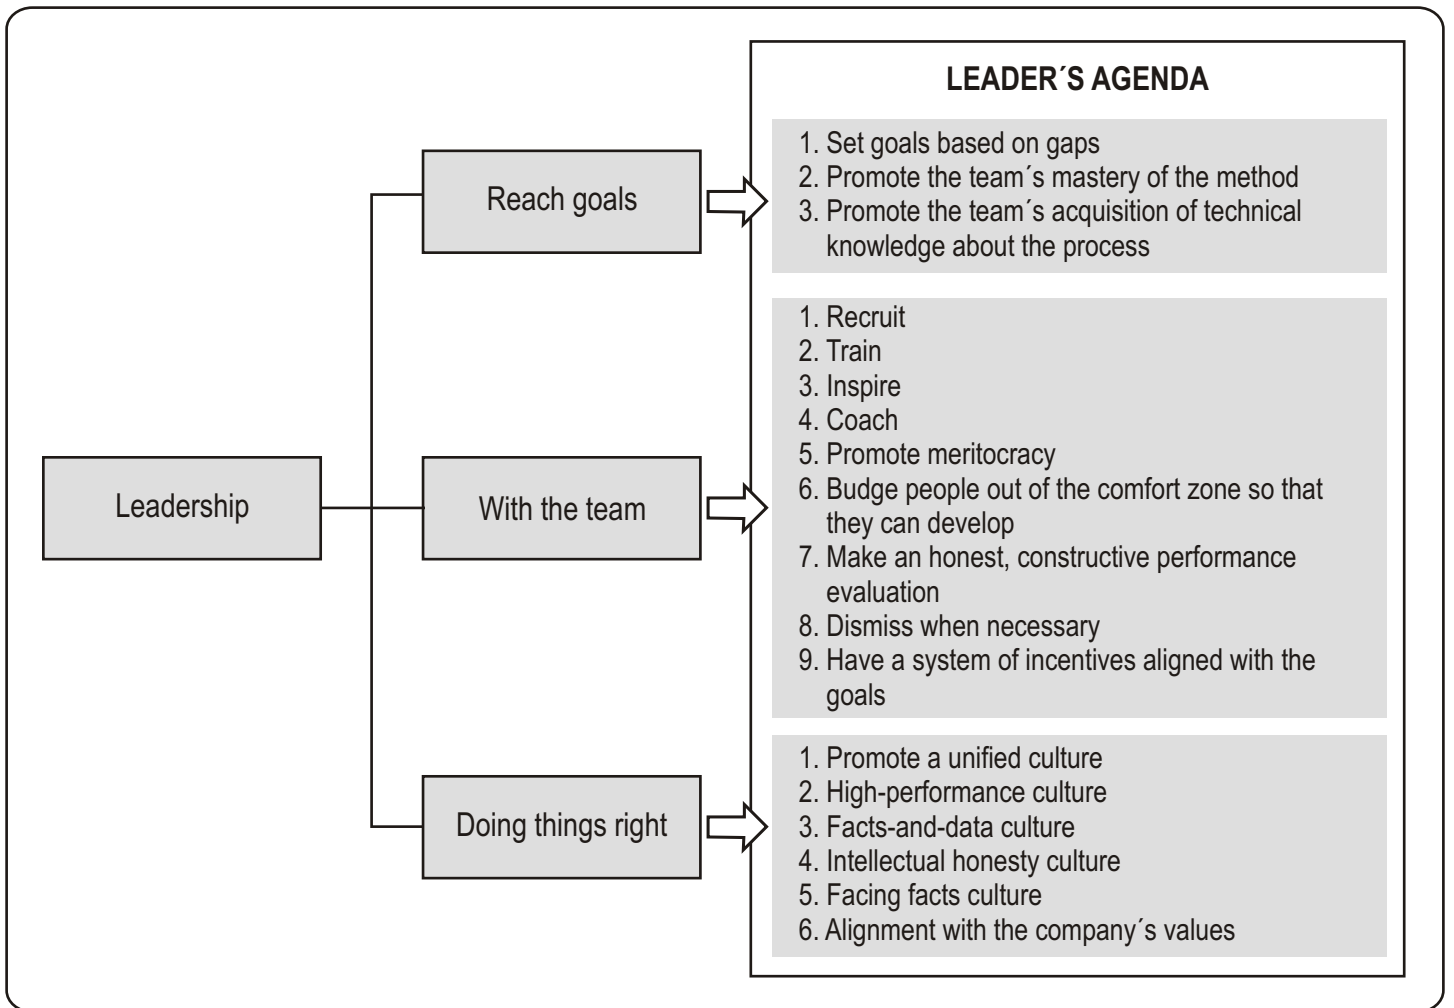 LEADER´S AGENDA
Reach goals
1. Set goals based on gaps
2. Promote the team´s mastery of the method
3. Promote the team´s acquisition of technical
knowledge about the process
Leadership
With the team
1. Recruit
2. Train
3. Inspire
4. Coach
5. Promote meritocracy
6. Budge people out of the comfort zone so that
they can develop
7. Make an honest, constructive performance
evaluation
8. Dismiss when necessary
9. Have a system of incentives aligned with the
goals
Doing things right
1. Promote a unified culture
2. High-performance culture
3. Facts-and-data culture
4. Intellectual honesty culture
5. Facing facts culture
6. Alignment with the company´s values